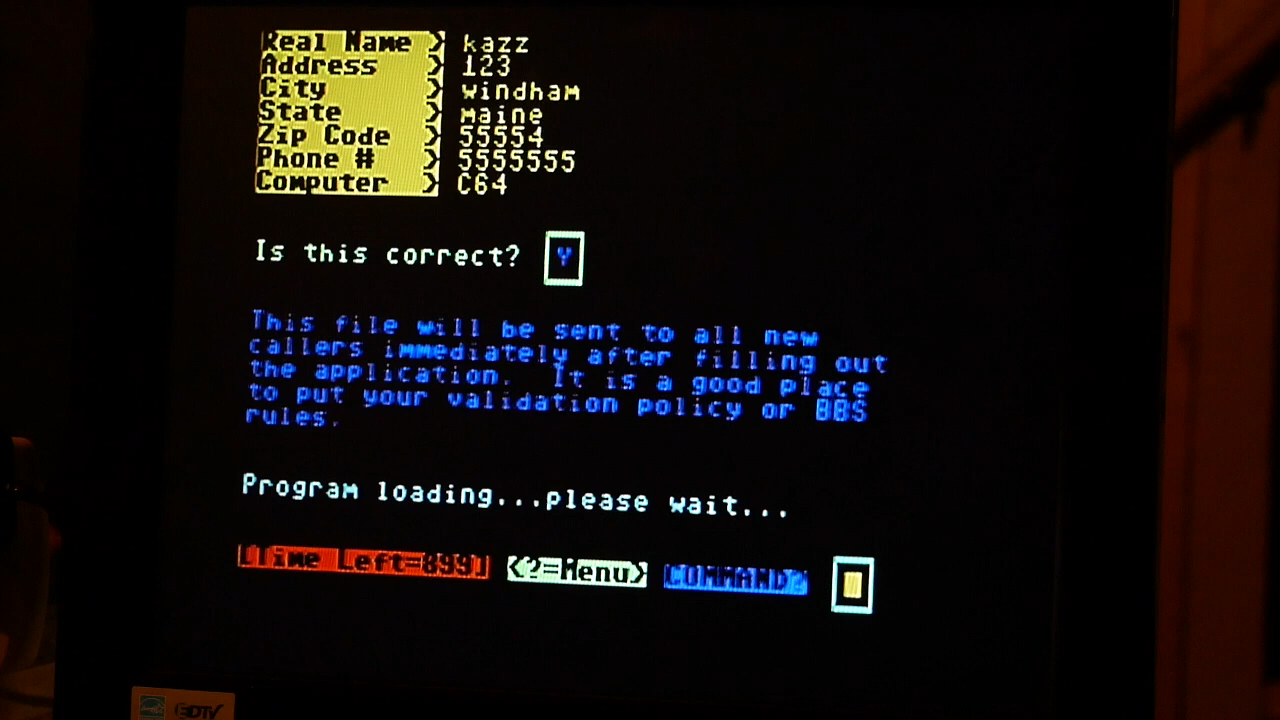 Real Name > kazz
Address > 123
City > windham
State > maine
Zip Code > 55554
Phone # > 5555555
Computer > C64
Is this correct? Y
This file will be sent to all new
callers immediately after filling out
the application. It is a good place
to put your validation policy or BBS
rules.
Program loading...please wait...
[Time Left=899] <?=Menu> COMMAND?
EDTV